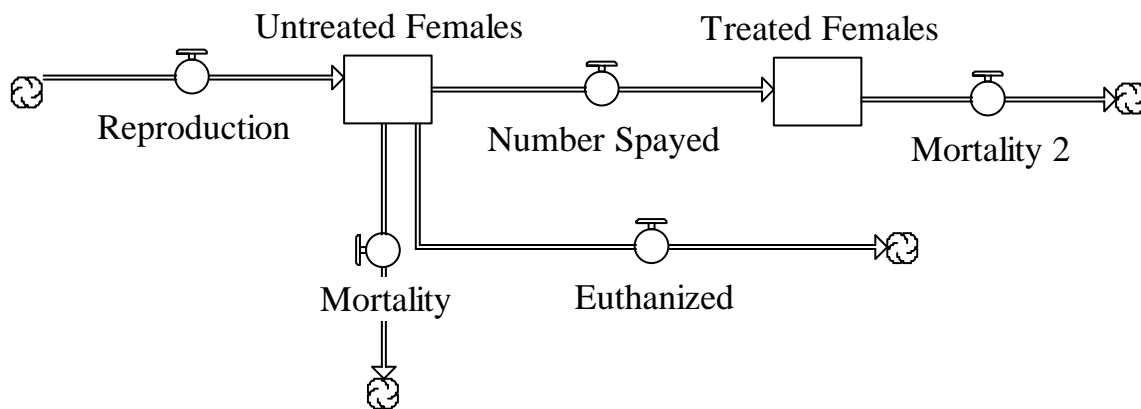 Untreated Females
Treated Females
Reproduction
Number Spayed
Mortality 2
Mortality
Euthanized